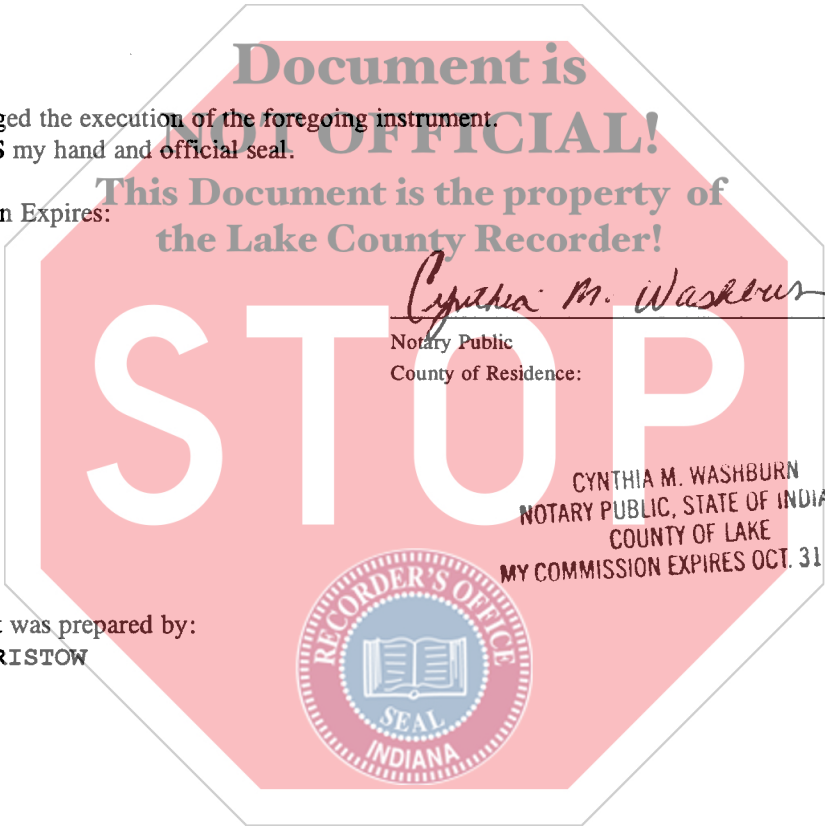 Document is
ged the execution of the foregoing instrument.
NOT OFFICIAL!
S my hand and official seal.
This Document is the property of
n Expires:
the Lake County Recorder!
Cynthia M. Washburn
Notary Public
County of Residence:
STOP
CYNTHIA M. WASHBURN
NOTARY PUBLIC, STATE OF INDIA
COUNTY OF LAKE
MY COMMISSION EXPIRES OCT. 31
RECORDER'S OFFICE
SEAL
INDIANA
t was prepared by:
RISTOW